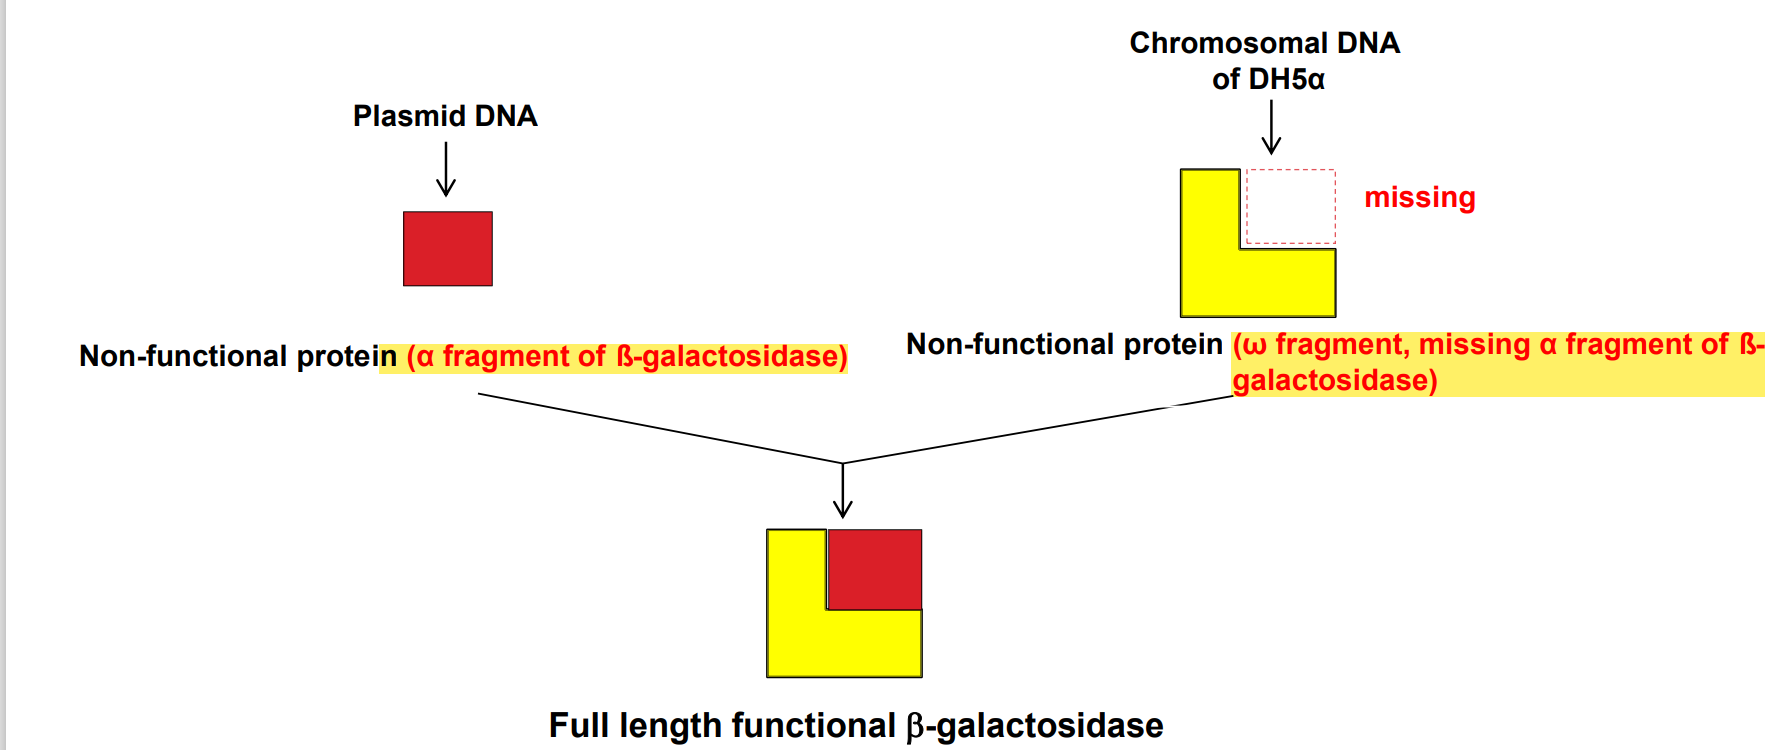 Chromosomal DNA
of DH5α
Plasmid DNA
missing
Non-functional protein (α fragment of ß-galactosidase)
Non-functional protein (ω fragment, missing α fragment of ß-
galactosidase)
Full length functional β-galactosidase